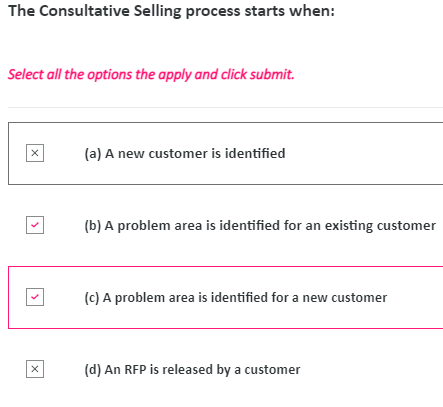 The Consultative Selling process starts when:
Select all the options the apply and click submit.
(a) A new customer is identified
(b) A problem area is identified for an existing customer
(c) A problem area is identified for a new customer
(d) An RFP is released by a customer